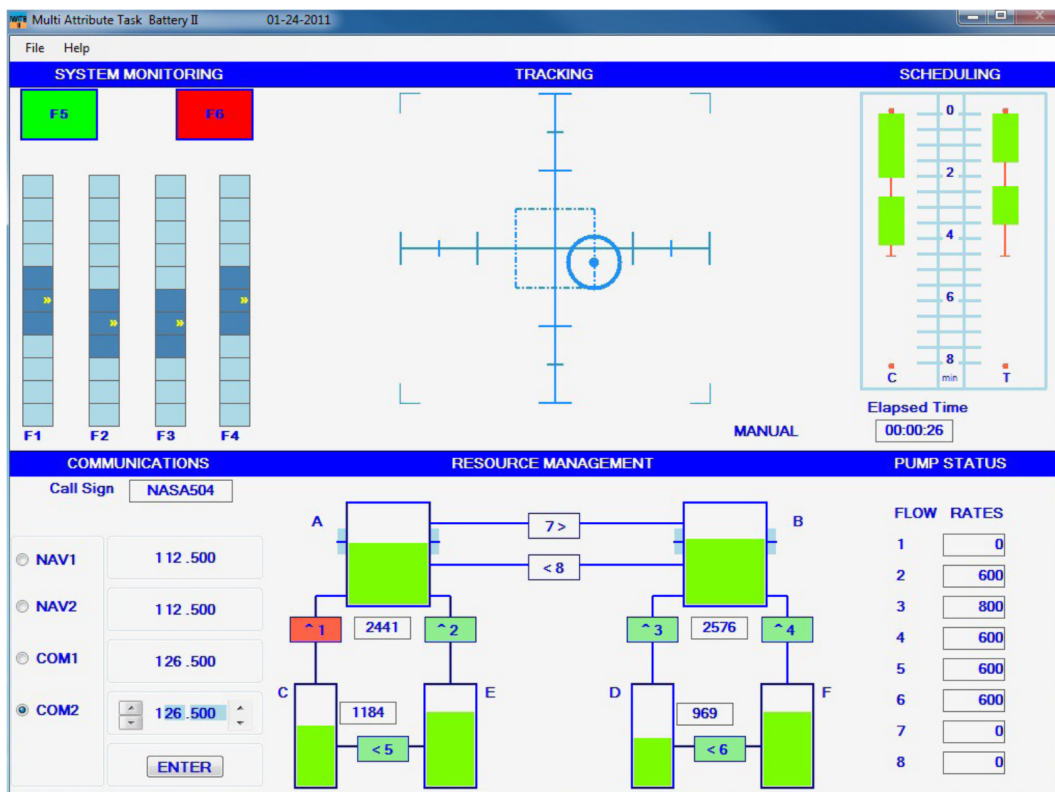 Multi Attribute Task Battery II 01-24-2011
File Help
SYSTEM MONITORING TRACKING SCHEDULING
F5 F6
F1 F2 F3 F4
» » » »
MANUAL
0
2
4
6
8
C min T
Elapsed Time
00:00:26
COMMUNICATIONS RESOURCE MANAGEMENT PUMP STATUS
Call Sign NASA504
NAV1 112.500
NAV2 112.500
COM1 126.500
COM2 126.500
ENTER
A 7 > B
< 8
^ 1 2441 ^ 2 ^ 3 2576 ^ 4
C 1184 E D 969 F
< 5 < 6
FLOW RATES
1 0
2 600
3 800
4 600
5 600
6 600
7 0
8 0